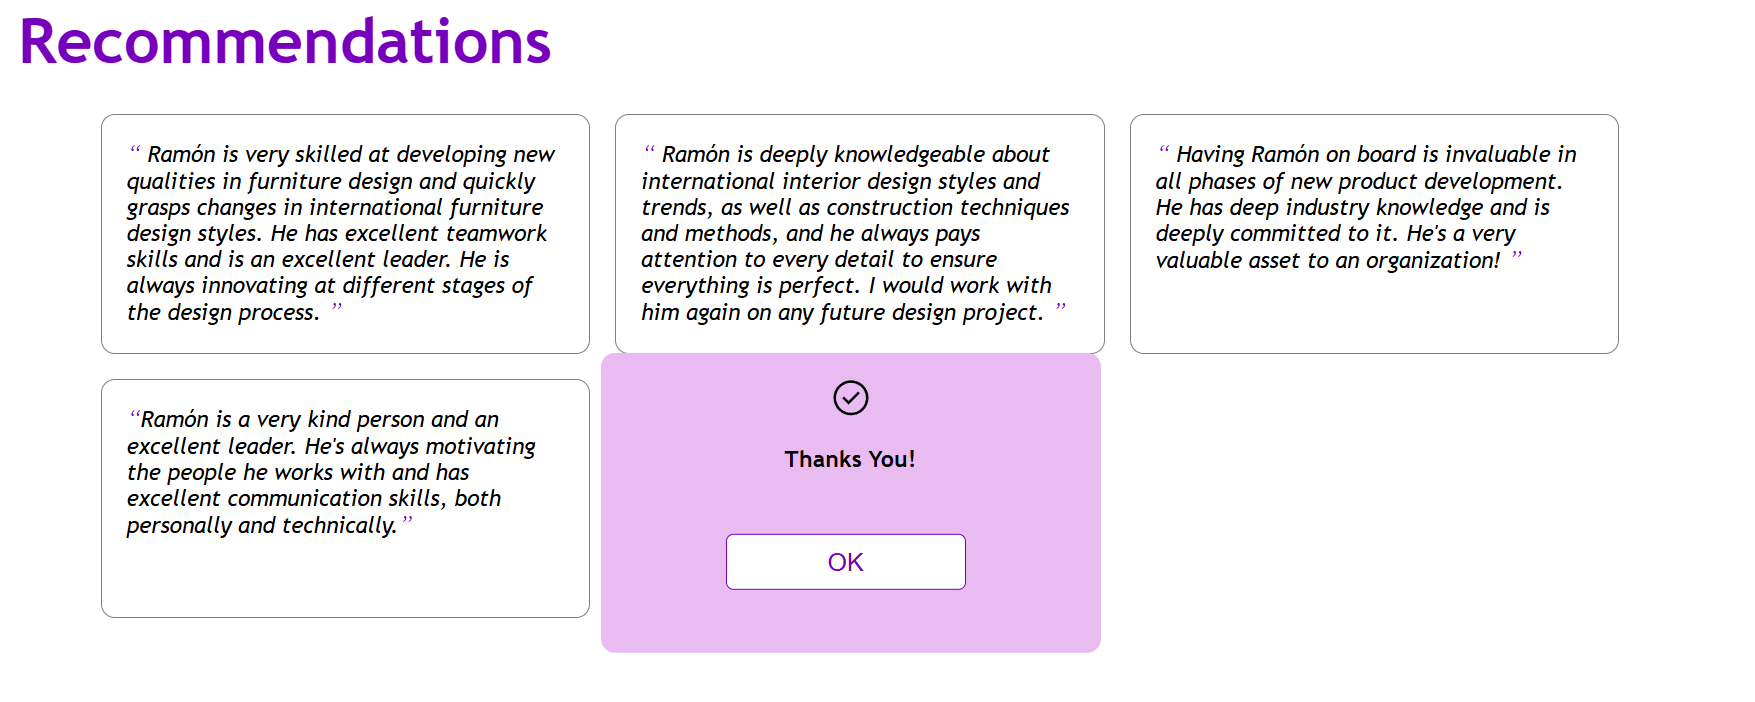 Recommendations
“ Ramón is very skilled at developing new
qualities in furniture design and quickly
grasps changes in international furniture
design styles. He has excellent teamwork
skills and is an excellent leader. He is
always innovating at different stages of
the design process. ”
“ Ramón is deeply knowledgeable about
international interior design styles and
trends, as well as construction techniques
and methods, and he always pays
attention to every detail to ensure
everything is perfect. I would work with
him again on any future design project. ”
“ Having Ramón on board is invaluable in
all phases of new product development.
He has deep industry knowledge and is
deeply committed to it. He's a very
valuable asset to an organization! ”
“Ramón is a very kind person and an
excellent leader. He's always motivating
the people he works with and has
excellent communication skills, both
personally and technically.”
Thanks You!
OK